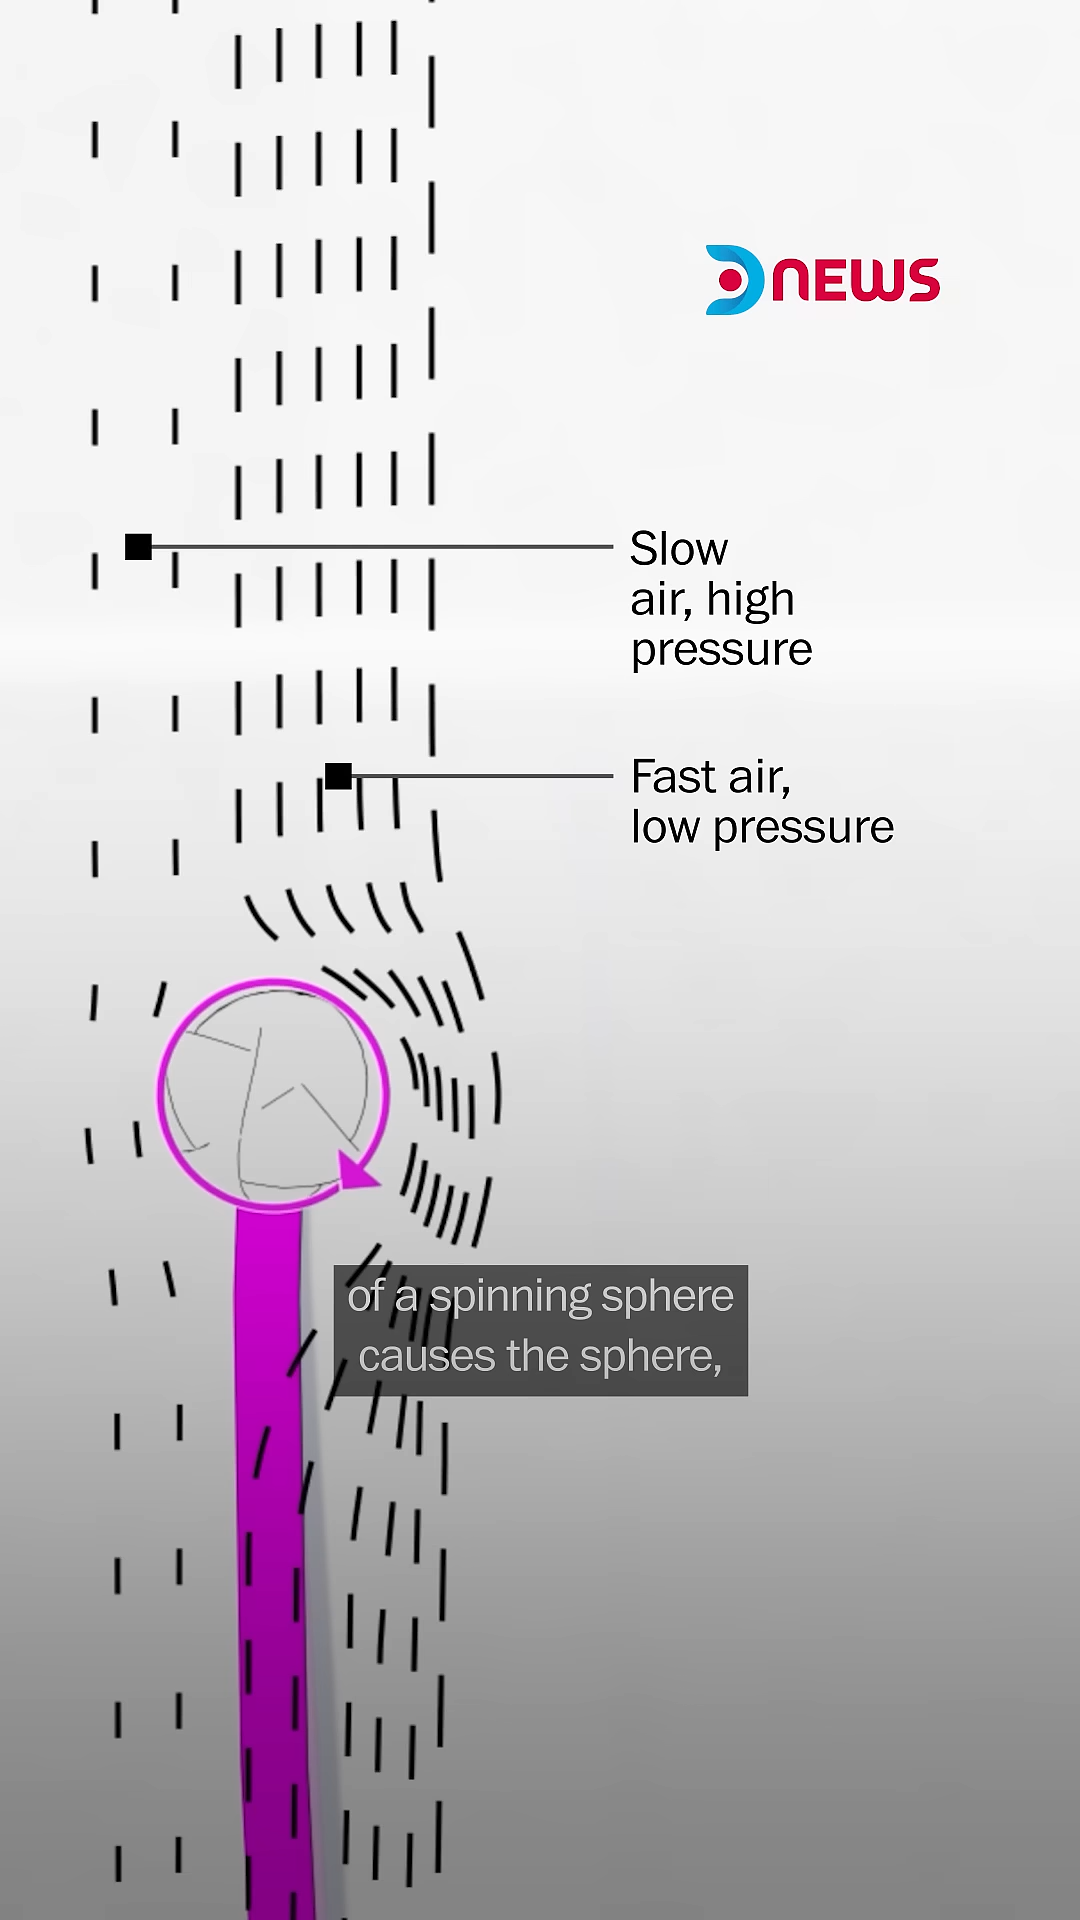 NEWS
Slow
air, high
pressure
Fast air,
low pressure
of a spinning sphere
causes the sphere,